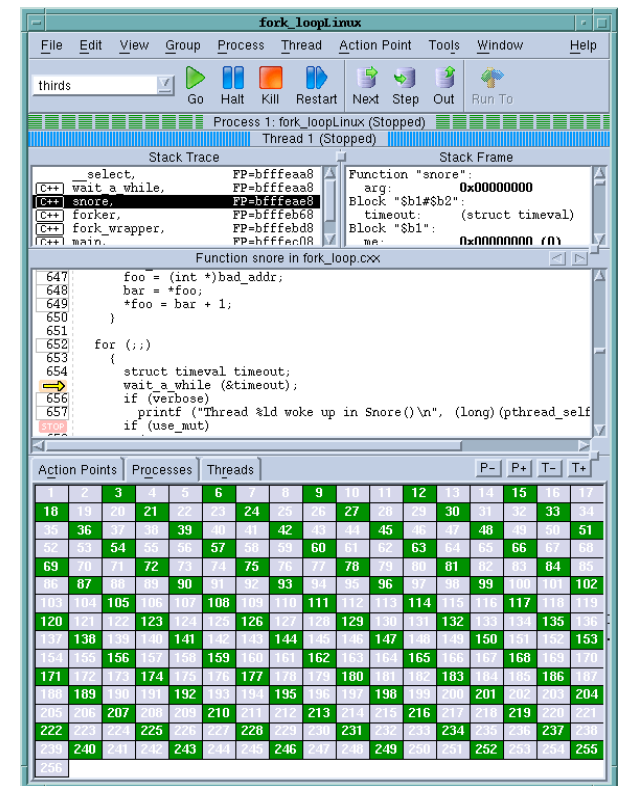 fork_loopLinux
File Edit View Group Process Thread Action Point Tools Window Help
thirds
Go Halt Kill Restart Next Step Out Run To
Process 1: fork_loopLinux (Stopped)
Thread 1 (Stopped)
Stack Trace
__select, FP=bfffeaa8
C++ wait_a_while, FP=bfffeaa8
C++ snore, FP=bfffeae8
C++ forker, FP=bfffeb68
C++ fork_wrapper, FP=bfffebd8
C++ main, FP=bfffec08
Stack Frame
Function "snore":
arg: 0x00000000
Block "$b1#$b2":
timeout: (struct timeval)
Block "$b1":
me: 0x00000000 (0)
Function snore in fork_loop.cxx
647 foo = (int *)bad_addr;
648 bar = *foo;
649 *foo = bar + 1;
650 }
651
652 for (;;)
653 {
654 struct timeval timeout;
wait_a_while (&timeout);
656 if (verbose)
657 printf ("Thread %ld woke up in Snore()\n", (long)(pthread_self
STOP if (use_mut)
Action Points Processes Threads P- P+ T- T+
1 2 3 4 5 6 7 8 9 10 11 12 13 14 15 16 17
18 19 20 21 22 23 24 25 26 27 28 29 30 31 32 33 34
35 36 37 38 39 40 41 42 43 44 45 46 47 48 49 50 51
52 53 54 55 56 57 58 59 60 61 62 63 64 65 66 67 68
69 70 71 72 73 74 75 76 77 78 79 80 81 82 83 84 85
86 87 88 89 90 91 92 93 94 95 96 97 98 99 100 101 102
103 104 105 106 107 108 109 110 111 112 113 114 115 116 117 118 119
120 121 122 123 124 125 126 127 128 129 130 131 132 133 134 135 136
137 138 139 140 141 142 143 144 145 146 147 148 149 150 151 152 153
154 155 156 157 158 159 160 161 162 163 164 165 166 167 168 169 170
171 172 173 174 175 176 177 178 179 180 181 182 183 184 185 186 187
188 189 190 191 192 193 194 195 196 197 198 199 200 201 202 203 204
205 206 207 208 209 210 211 212 213 214 215 216 217 218 219 220 221
222 223 224 225 226 227 228 229 230 231 232 233 234 235 236 237 238
239 240 241 242 243 244 245 246 247 248 249 250 251 252 253 254 255
256